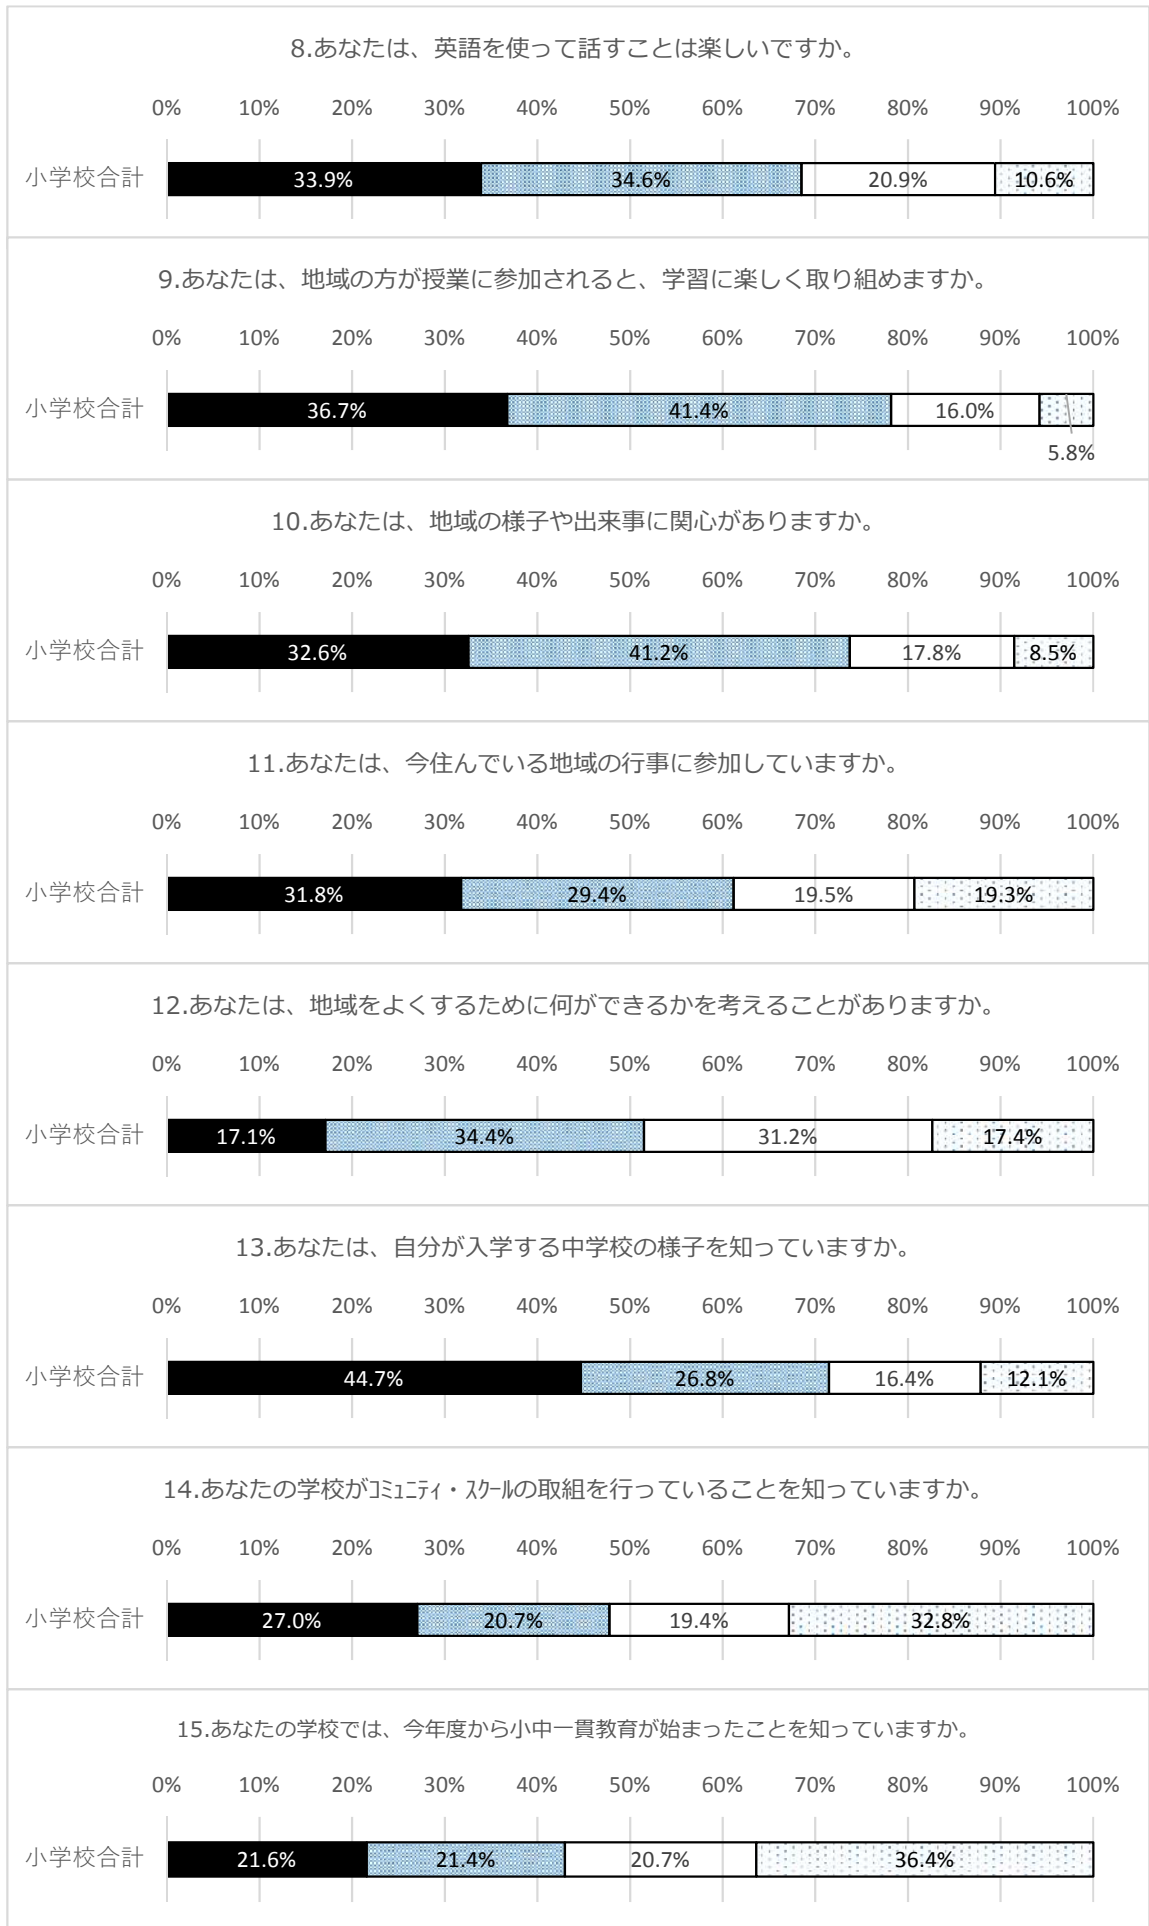 8.あなたは、英語を使って話すことは楽しいですか。
0% 10% 20% 30% 40% 50% 60% 70% 80% 90% 100%
小学校合計 33.9% 34.6% 20.9% 10.6%
9.あなたは、地域の方が授業に参加されると、学習に楽しく取り組めますか。
0% 10% 20% 30% 40% 50% 60% 70% 80% 90% 100%
小学校合計 36.7% 41.4% 16.0%
5.8%
10.あなたは、地域の様子や出来事に関心がありますか。
0% 10% 20% 30% 40% 50% 60% 70% 80% 90% 100%
小学校合計 32.6% 41.2% 17.8% 8.5%
11.あなたは、今住んでいる地域の行事に参加していますか。
0% 10% 20% 30% 40% 50% 60% 70% 80% 90% 100%
小学校合計 31.8% 29.4% 19.5% 19.3%
12.あなたは、地域をよくするために何ができるかを考えることがありますか。
0% 10% 20% 30% 40% 50% 60% 70% 80% 90% 100%
小学校合計 17.1% 34.4% 31.2% 17.4%
13.あなたは、自分が入学する中学校の様子を知っていますか。
0% 10% 20% 30% 40% 50% 60% 70% 80% 90% 100%
小学校合計 44.7% 26.8% 16.4% 12.1%
14.あなたの学校がｺﾐｭﾆﾃｨ・ｽｸｰﾙの取組を行っていることを知っていますか。
0% 10% 20% 30% 40% 50% 60% 70% 80% 90% 100%
小学校合計 27.0% 20.7% 19.4% 32.8%
15.あなたの学校では、今年度から小中一貫教育が始まったことを知っていますか。
0% 10% 20% 30% 40% 50% 60% 70% 80% 90% 100%
小学校合計 21.6% 21.4% 20.7% 36.4%